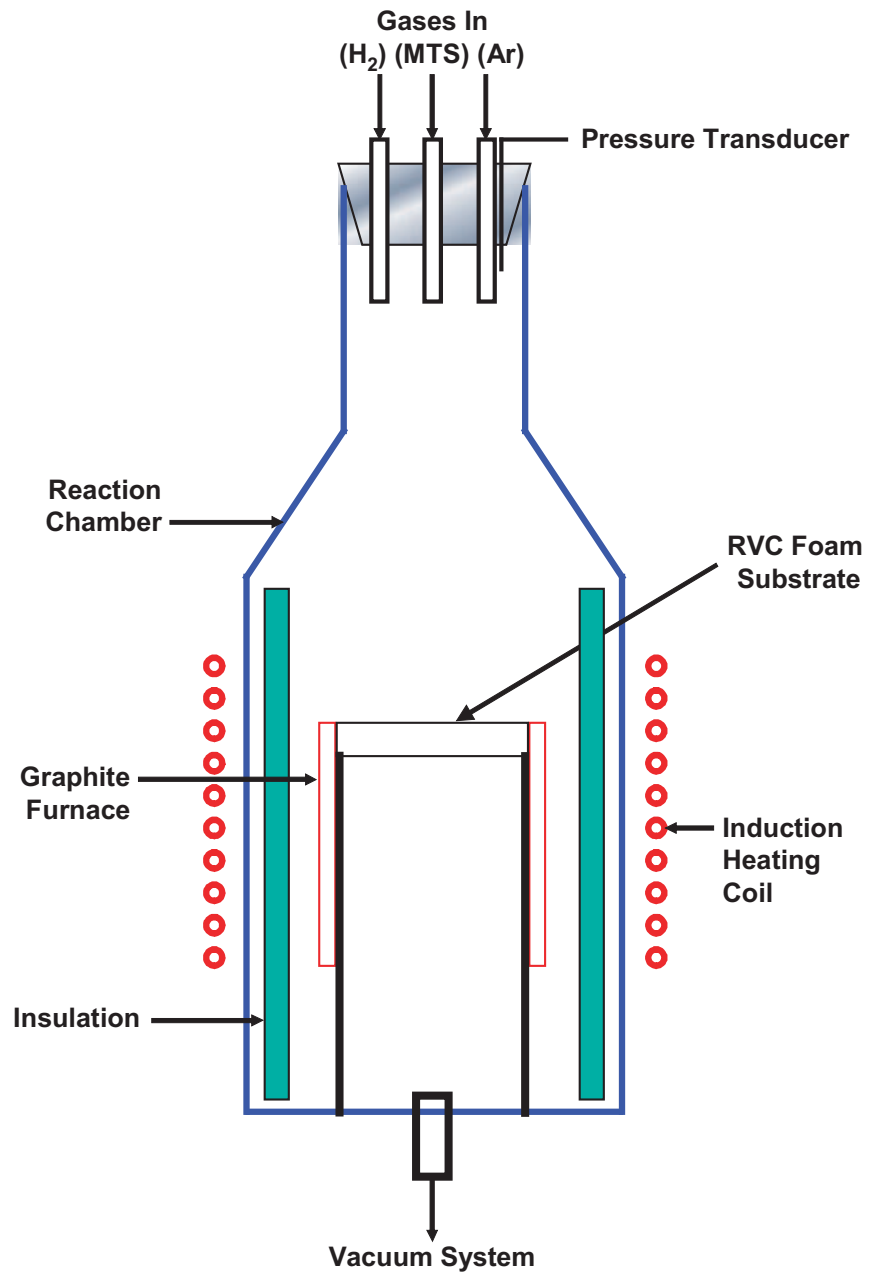 Gases In
(H2) (MTS) (Ar)
Pressure Transducer
Reaction
Chamber
RVC Foam
Substrate
Graphite
Furnace
Induction
Heating
Coil
Insulation
Vacuum System